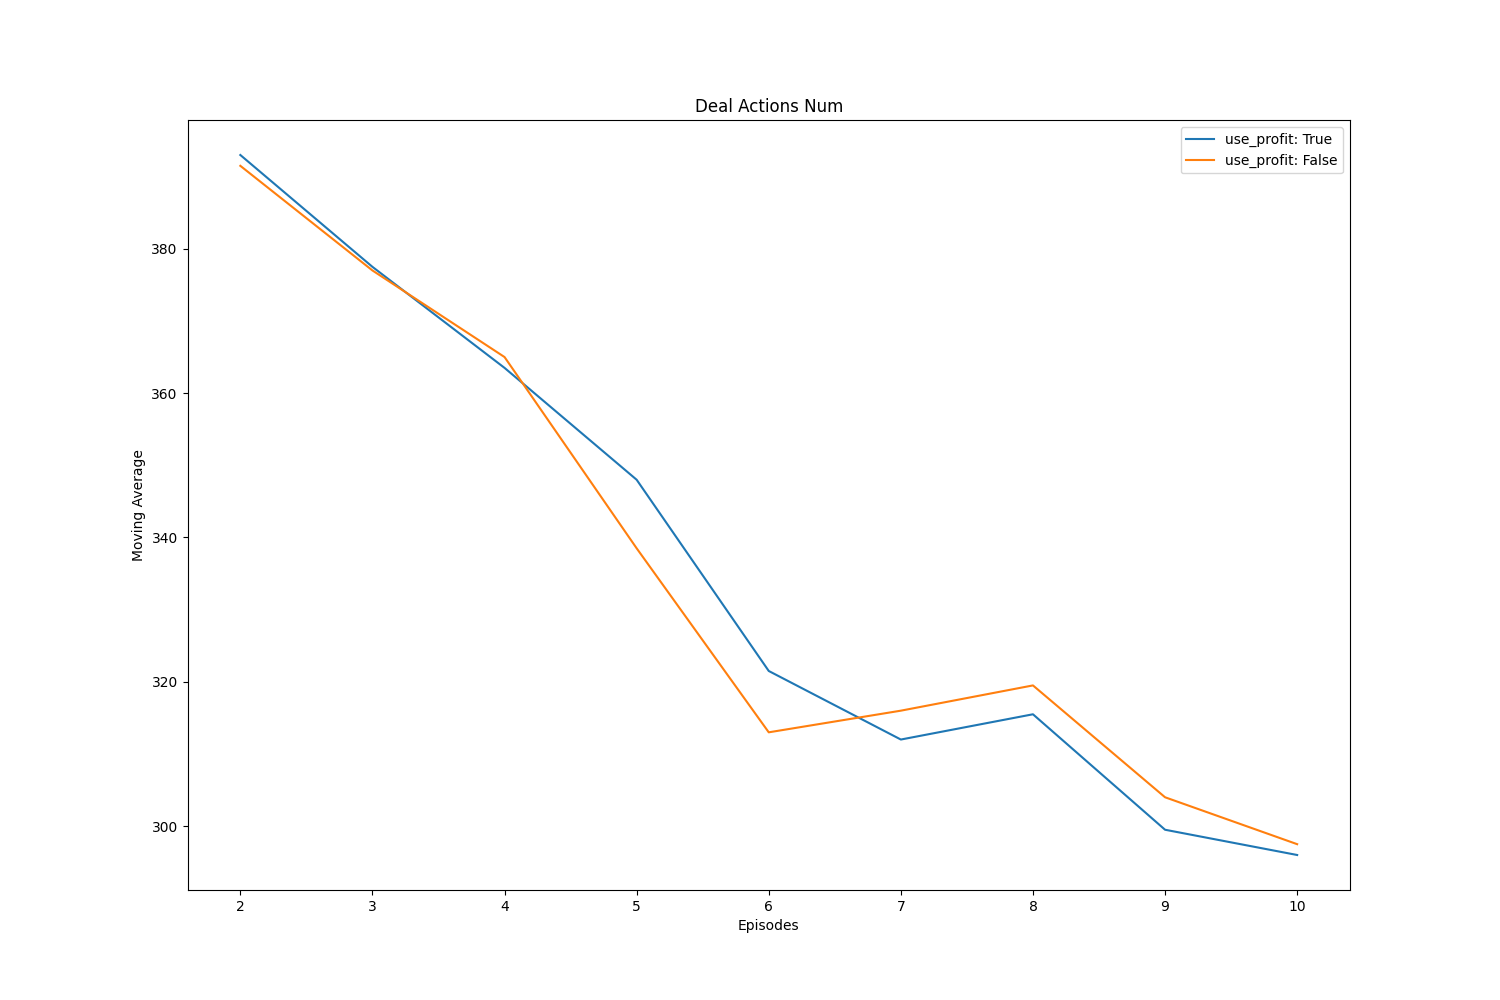 Deal Actions Num
use_profit: True
use_profit: False
Moving Average
380
360
340
320
300
2 3 4 5 6 7 8 9 10
Episodes